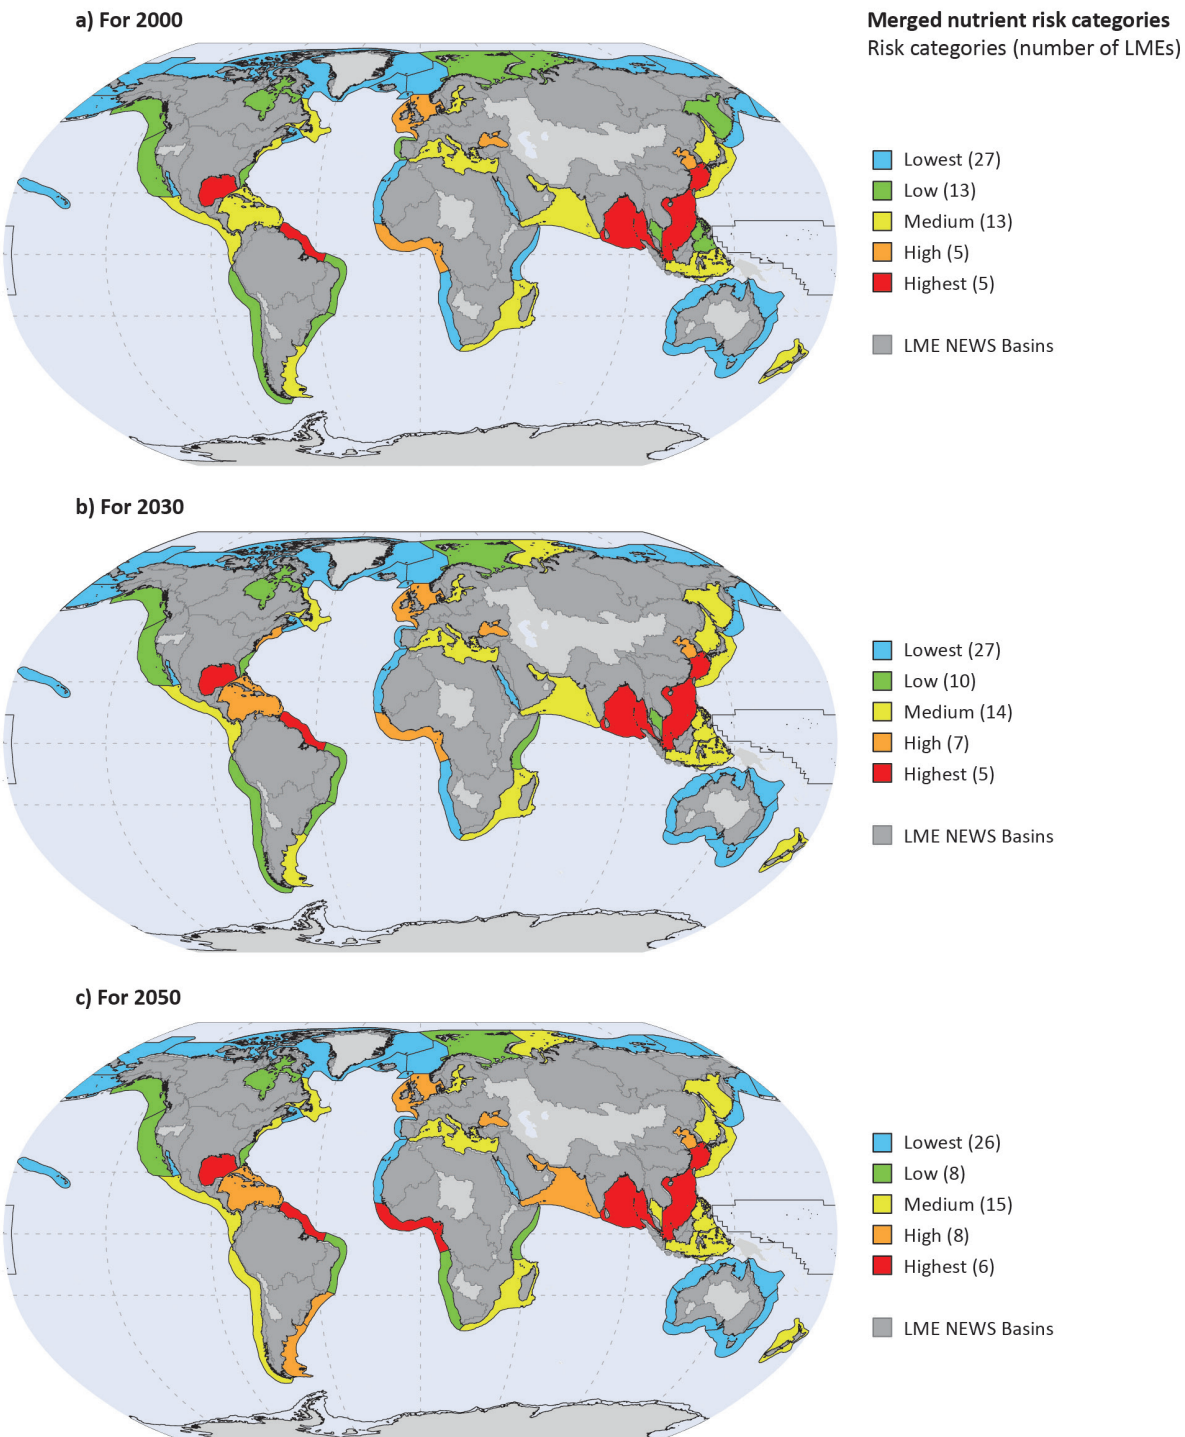 a) For 2000
Merged nutrient risk categories
Risk categories (number of LMEs)
Lowest (27)
Low (13)
Medium (13)
High (5)
Highest (5)
LME NEWS Basins
b) For 2030
Lowest (27)
Low (10)
Medium (14)
High (7)
Highest (5)
LME NEWS Basins
c) For 2050
Lowest (26)
Low (8)
Medium (15)
High (8)
Highest (6)
LME NEWS Basins